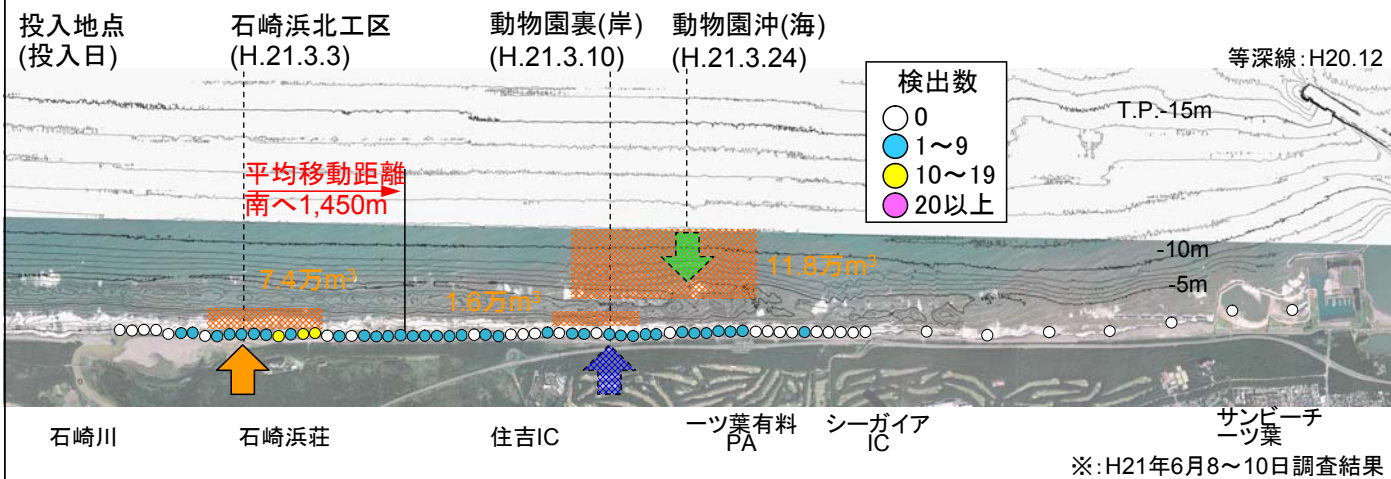 投入地点
(投入日)
石崎浜北工区
(H.21.3.3)
動物園裏(岸)
(H.21.3.10)
動物園沖(海)
(H.21.3.24)
等深線:H20.12
検出数
0
1~9
10~19
20以上
T.P.-15m
平均移動距離
南へ1,450m
-10m
-5m
7.4万m³
1.6万m³
11.8万m³
石崎川
石崎浜荘
住吉IC
一ツ葉有料
PA
シーガイア
IC
サンビーチ
一ツ葉
※:H21年6月8~10日調査結果